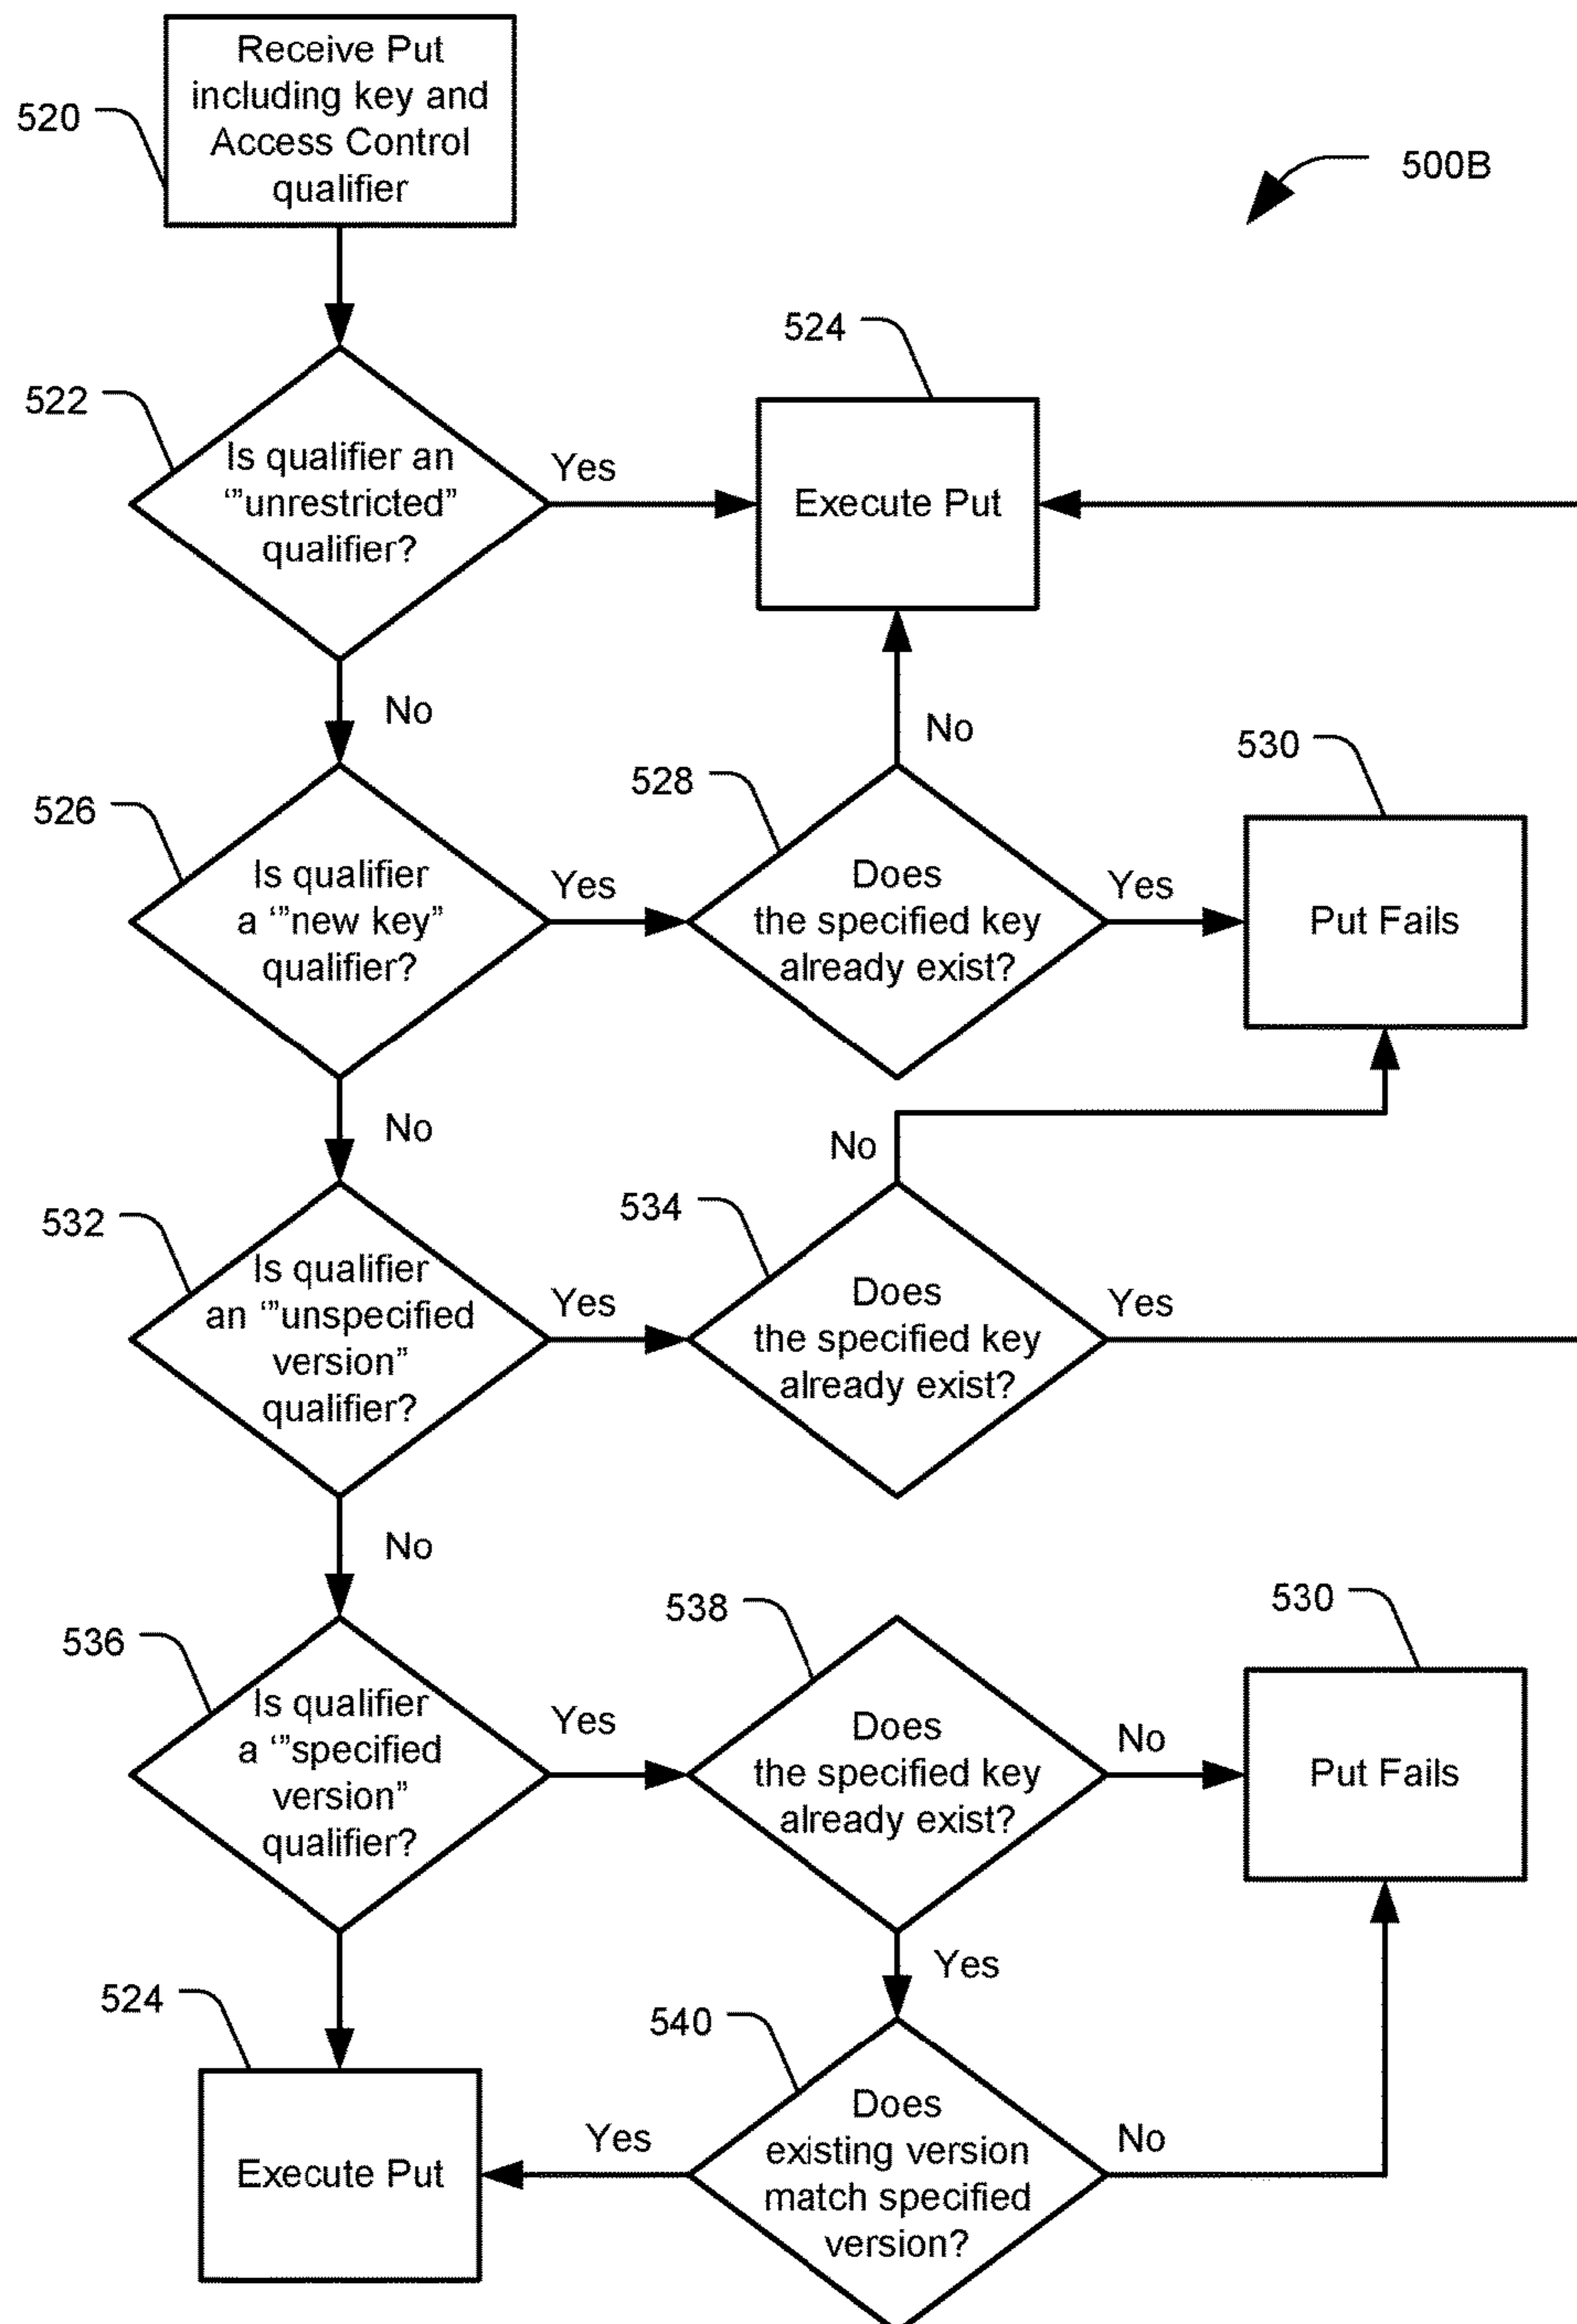 Receive Put
including key and
Access Control
qualifier
520
500B
524
522
Is qualifier an
‘”unrestricted”
qualifier?
Yes
Execute Put
No
No
530
528
526
Is qualifier
a ‘”new key”
qualifier?
Yes
Does
the specified key
already exist?
Yes
Put Fails
No
No
534
532
Is qualifier
an ‘”unspecified
version”
qualifier?
Yes
Does
the specified key
already exist?
Yes
No
538
530
536
Is qualifier
a ‘”specified
version”
qualifier?
Yes
Does
the specified key
already exist?
No
Put Fails
Yes
524
540
Execute Put
Yes
Does
existing version
match specified
version?
No